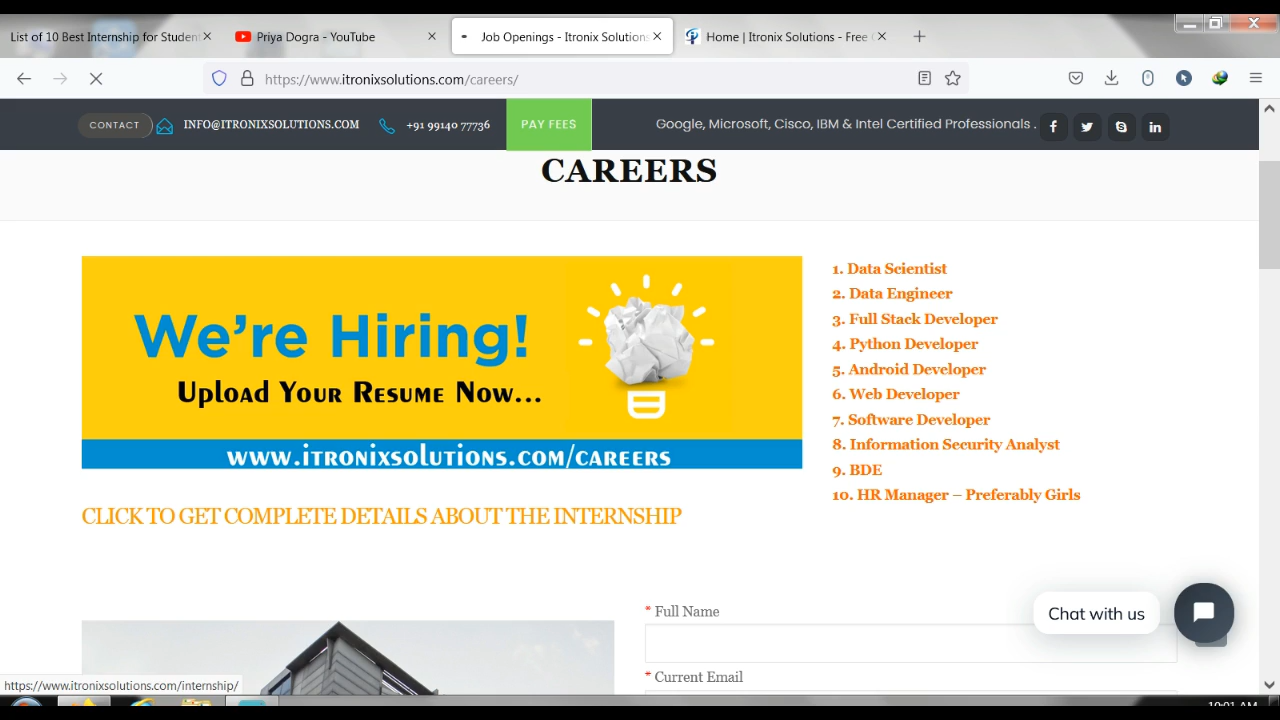 List of 10 Best Internship for Student
Priya Dogra - YouTube
Job Openings - Itronix Solutions
Home | Itronix Solutions - Free C
https://www.itronixsolutions.com/careers/
CONTACT
INFO@ITRONIXSOLUTIONS.COM
+91 99140 77736
PAY FEES
Google, Microsoft, Cisco, IBM & Intel Certified Professionals .
CAREERS
We're Hiring!
Upload Your Resume Now...
www.itronixsolutions.com/careers
1. Data Scientist
2. Data Engineer
3. Full Stack Developer
4. Python Developer
5. Android Developer
6. Web Developer
7. Software Developer
8. Information Security Analyst
9. BDE
10. HR Manager – Preferably Girls
CLICK TO GET COMPLETE DETAILS ABOUT THE INTERNSHIP
* Full Name
Chat with us
* Current Email
https://www.itronixsolutions.com/internship/
10:01 AM